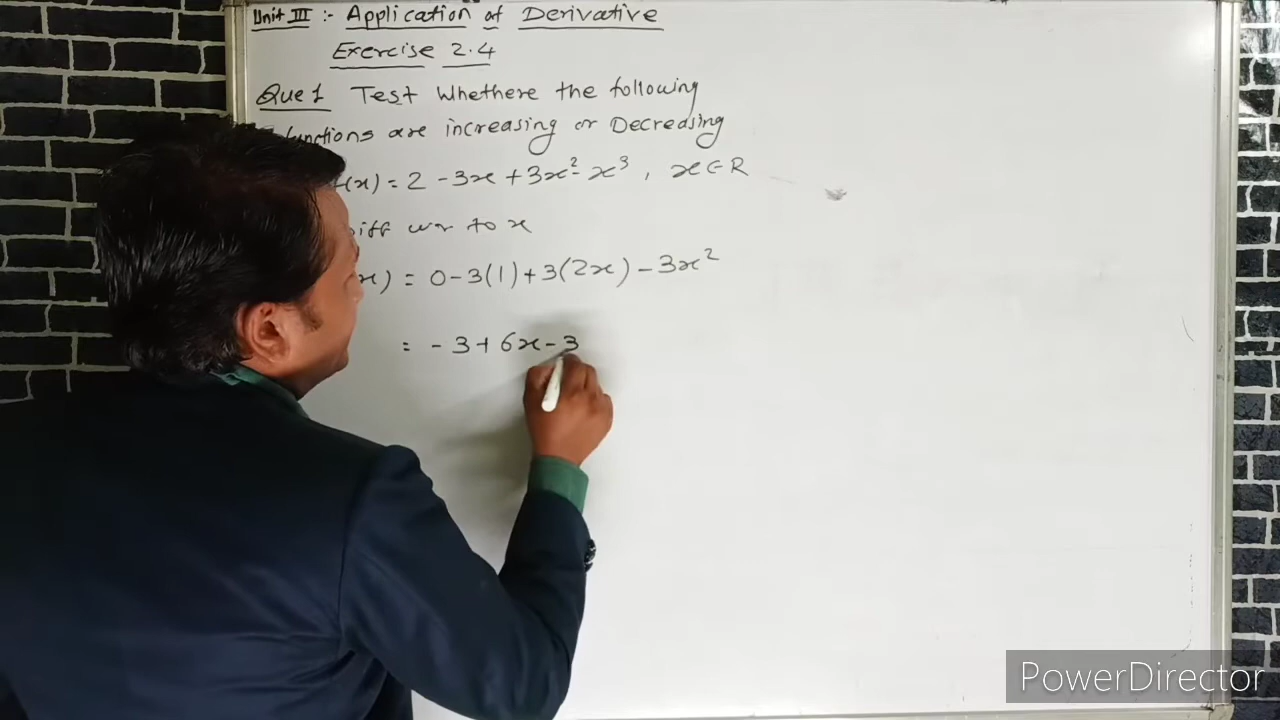 Unit III :- Application of Derivative
Exercise 2.4
Que 1 Test Whethere the following
functions are increasing or Decreasing
f(x) = 2 - 3x + 3x² - x³, x ∈ R
diff wr to x
x) = 0 - 3(1) + 3(2x) - 3x²
= - 3 + 6x - 3
PowerDirector